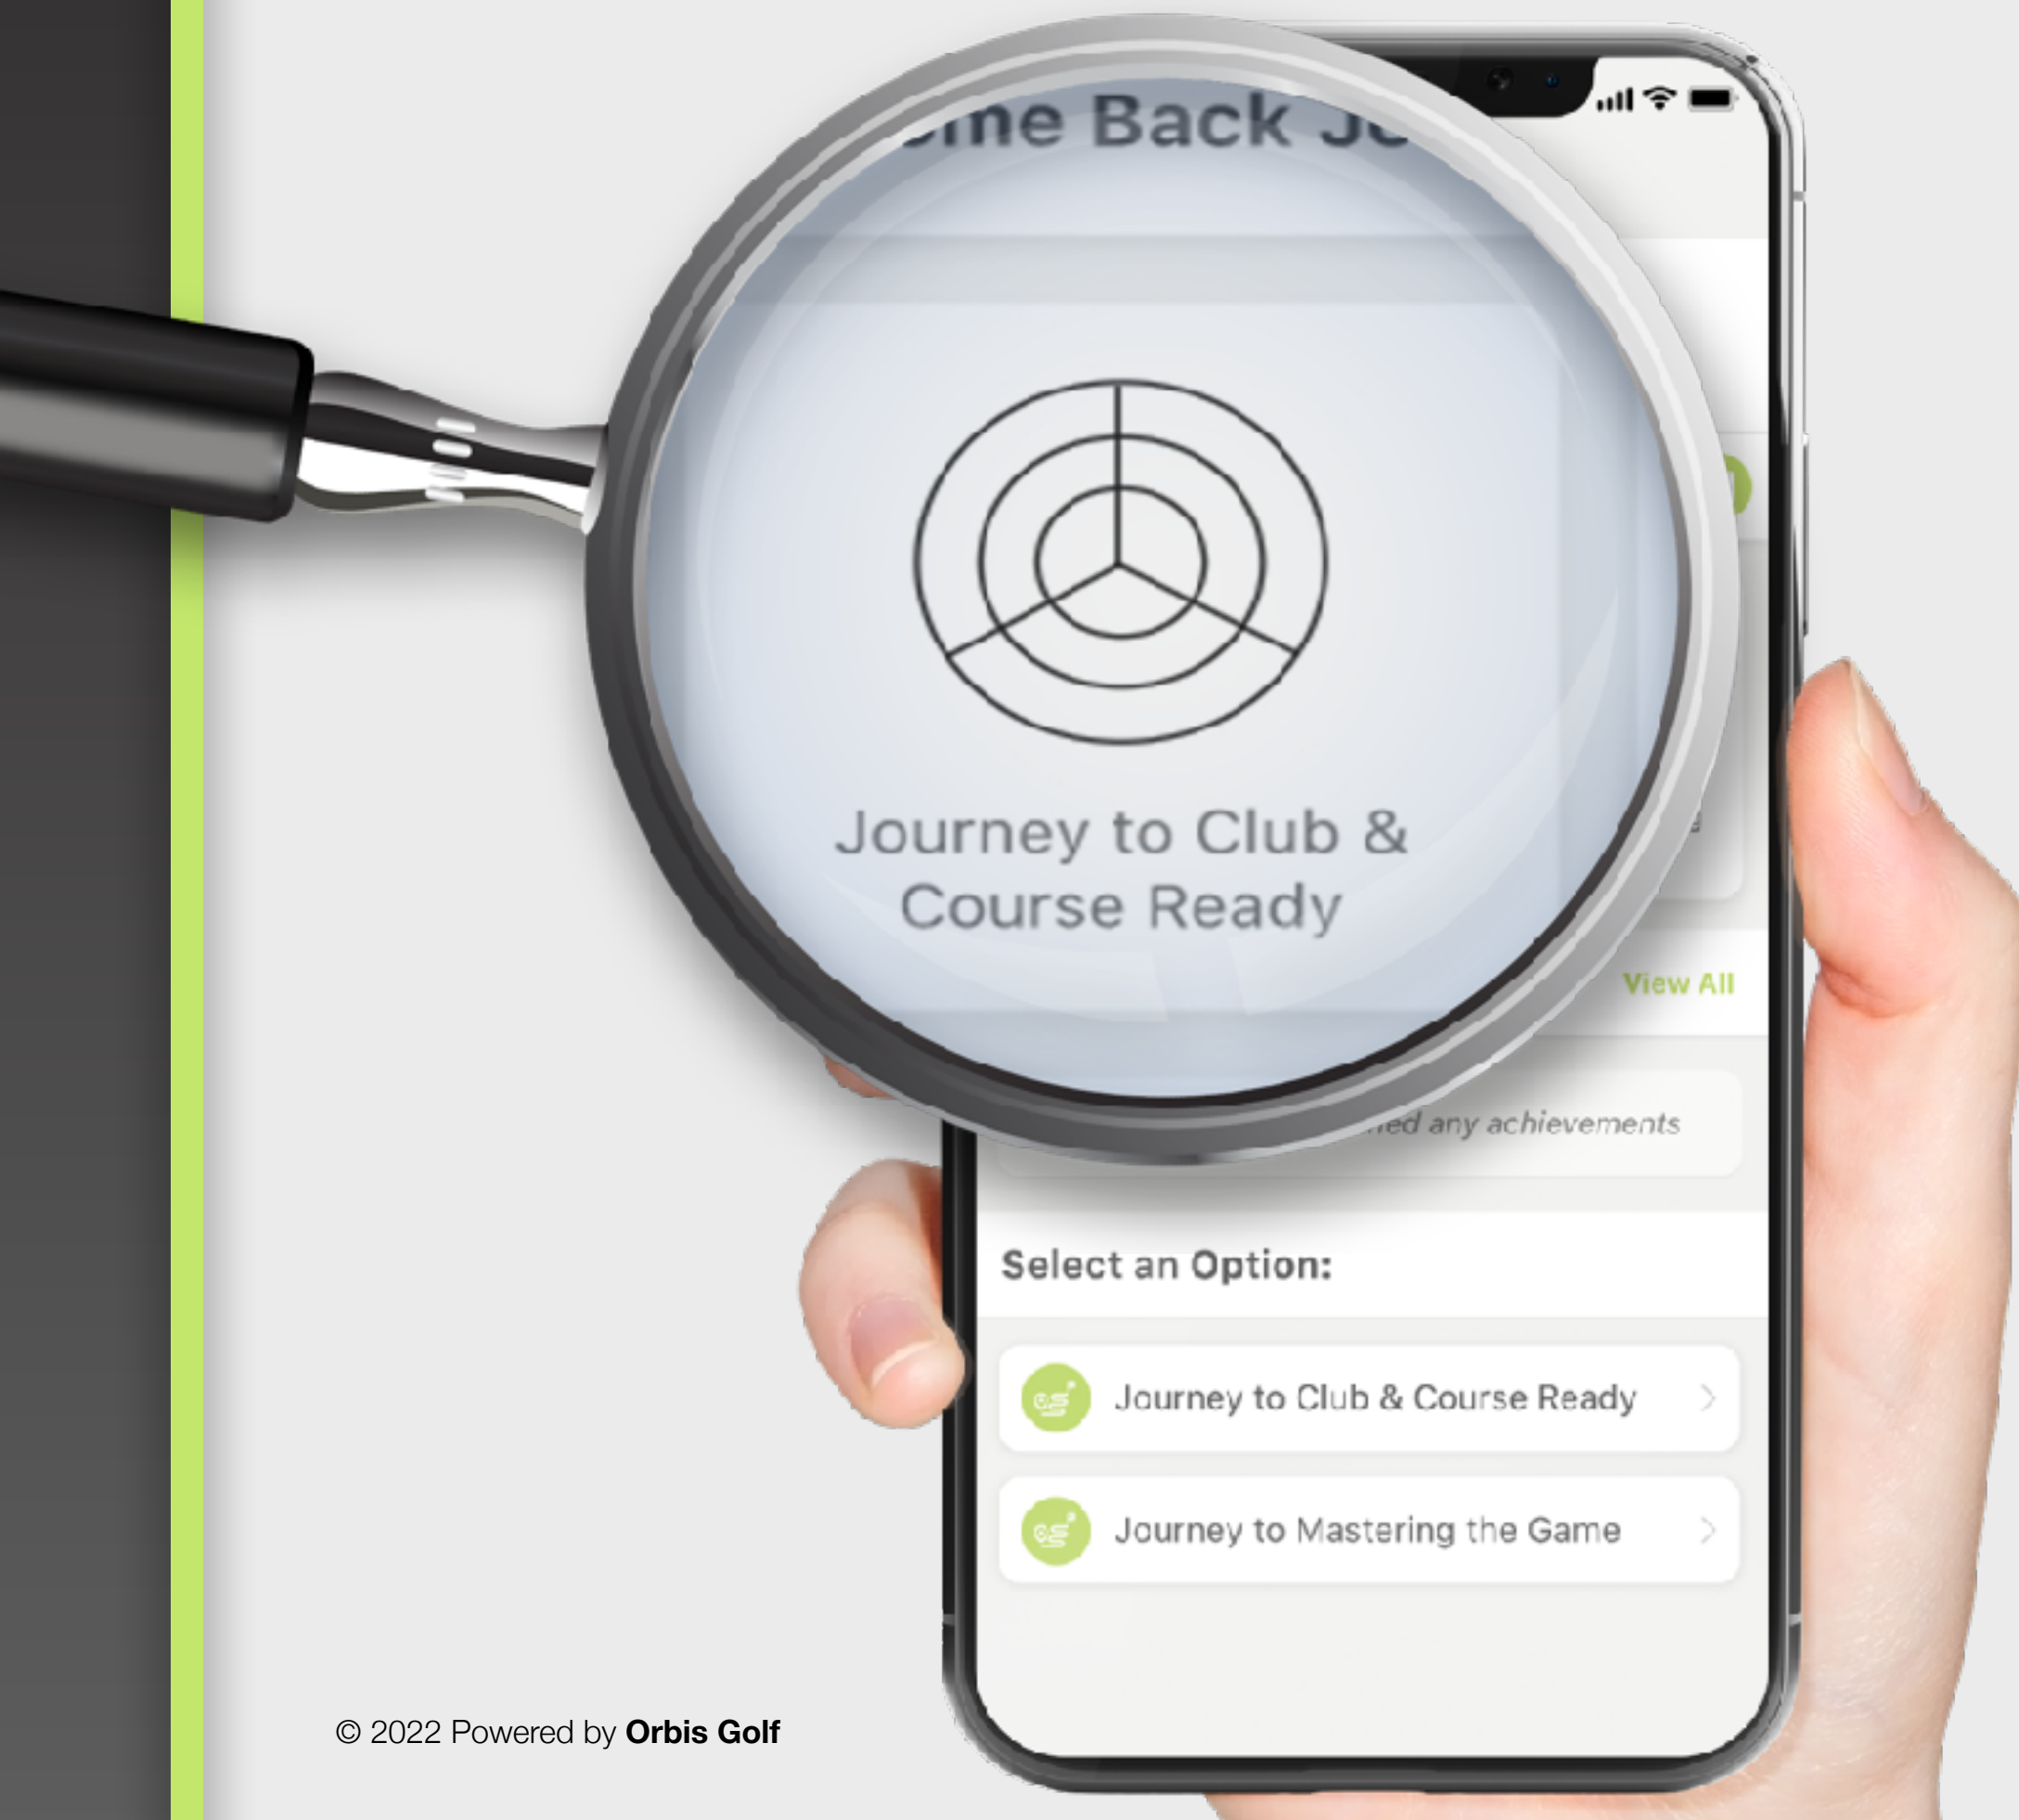 Back
Journey to Club &
Course Ready
View All
any achievements
Select an Option:
Journey to Club & Course Ready
Journey to Mastering the Game
© 2022 Powered by Orbis Golf